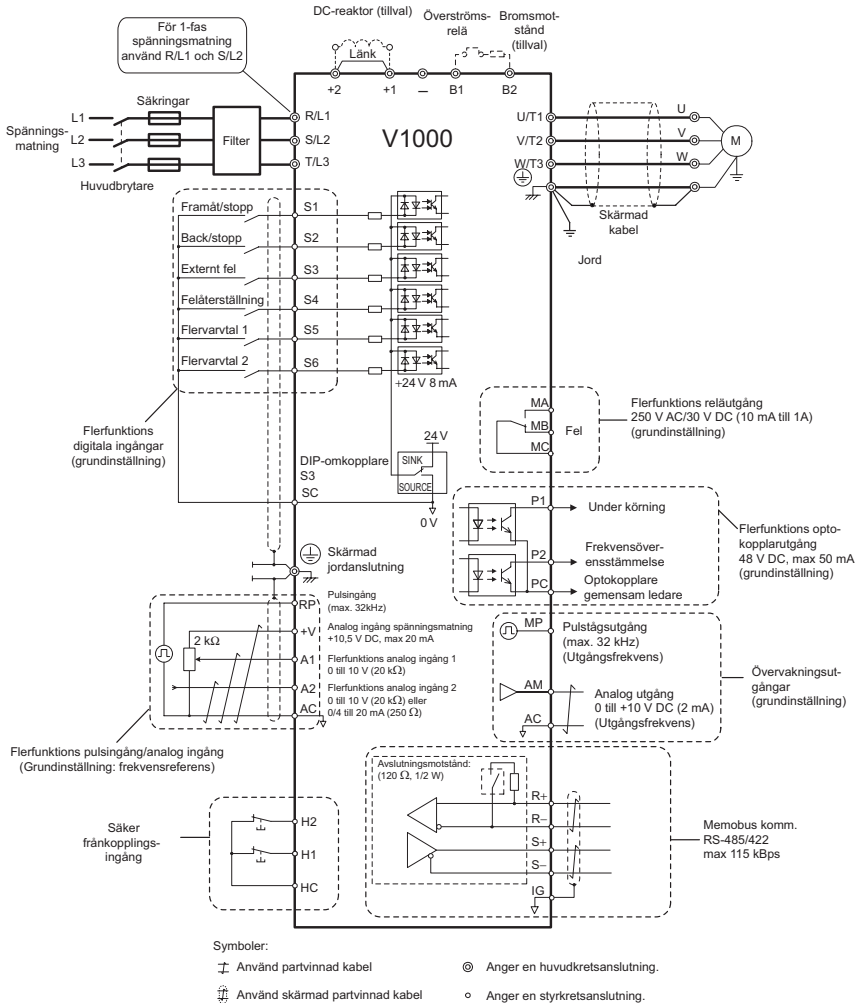 DC-reaktor (tillval)
Överströms-
relä
Bromsmot-
stånd
(tillval)
För 1-fas
spänningsmatning
använd R/L1 och S/L2
Länk
+2
+1
–
B1
B2
Säkringar
L1
L2
L3
Spännings-
matning
Filter
Huvudbrytare
R/L1
S/L2
T/L3
V1000
U/T1
V/T2
W/T3
U
V
W
M
Skärmad
kabel
Jord
Framåt/stopp
S1
Back/stopp
S2
Externt fel
S3
Felåterställning
S4
Flervarvtal 1
S5
Flervarvtal 2
S6
+24 V 8 mA
Flerfunktions
digitala ingångar
(grundinställning)
24 V
DIP-omkopplare
S3
SINK
SOURCE
SC
0 V
MA
MB
MC
Fel
Flerfunktions reläutgång
250 V AC/30 V DC (10 mA till 1A)
(grundinställning)
P1
Under körning
P2
Frekvensöver-
ensstämmelse
PC
Optokopplare
gemensam ledare
Flerfunktions opto-
kopplarutgång
48 V DC, max 50 mA
(grundinställning)
Skärmad
jordanslutning
RP
Pulsingång
(max. 32kHz)
+V
Analog ingång spänningsmatning
+10,5 V DC, max 20 mA
2 kΩ
A1
Flerfunktions analog ingång 1
0 till 10 V (20 kΩ)
A2
Flerfunktions analog ingång 2
0 till 10 V (20 kΩ) eller
0/4 till 20 mA (250 Ω)
AC
Flerfunktions pulsingång/analog ingång
(Grundinställning: frekvensreferens)
MP
Pulstågsutgång
(max. 32 kHz)
(Utgångsfrekvens)
AM
Analog utgång
0 till +10 V DC (2 mA)
(Utgångsfrekvens)
AC
Övervakningsut-
gångar
(grundinställning)
Avslutningsmotstånd:
(120 Ω, 1/2 W)
R+
R–
S+
S–
IG
Memobus komm.
RS-485/422
max 115 kBps
Säker
frånkopplings-
ingång
H2
H1
HC
Symboler:
Använd partvinnad kabel
Anger en huvudkretsanslutning.
Använd skärmad partvinnad kabel
Anger en styrkretsanslutning.